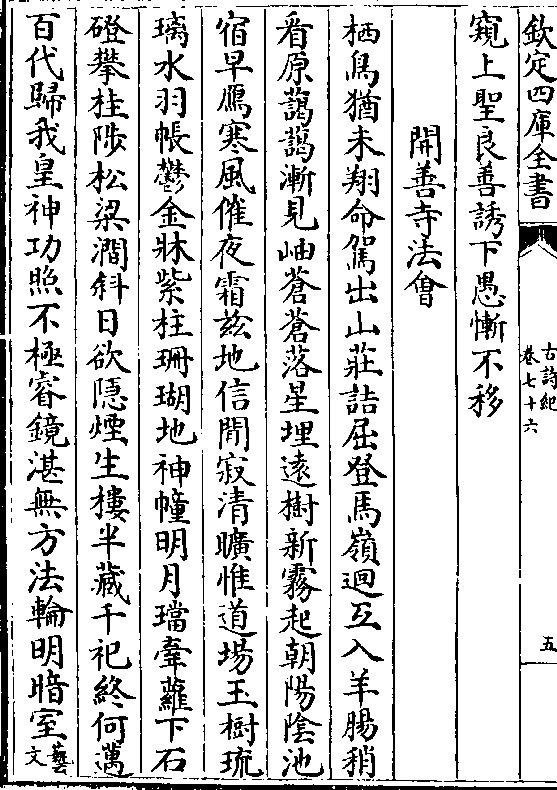 欽定四庫全書
古詩紀
卷七十六
五
窺上聖良善誘下愚慚不移
開善寺法會
栖鳥猶未翔命駕出山莊詰屈登馬嶺迴互入羊腸稍
看原藹藹漸見岫蒼蒼落星埋遠樹新霧起朝陽陰池
宿早鴈寒風催夜霜兹地信閒寂清曠惟道塲玉樹琉
璃水羽帳鬱金牀紫柱珊瑚地神幢明月璫牽蘿下石
磴攀桂陟松梁澗斜日欲隱煙生樓半藏千祀終何邁
百代歸我皇神功照不極睿鏡湛無方法輪明暗室藝
文